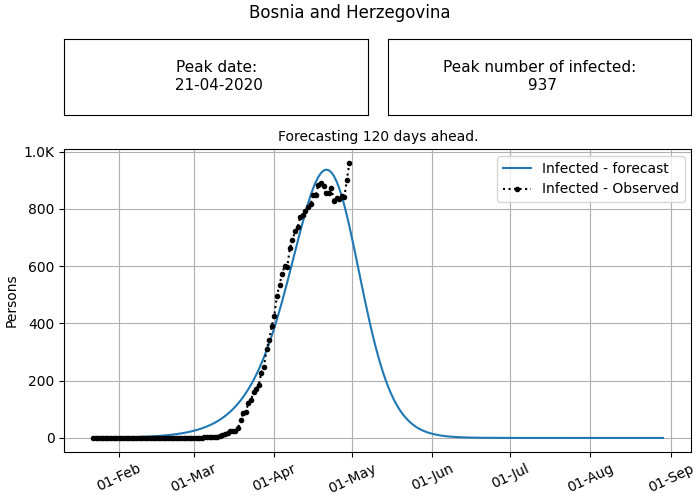 Bosnia and Herzegovina
Peak date:
21-04-2020
Peak number of infected:
937
Forecasting 120 days ahead.
Infected - forecast
Infected - Observed
Persons
1.0K
800
600
400
200
0
01-Feb
01-Mar
01-Apr
01-May
01-Jun
01-Jul
01-Aug
01-Sep